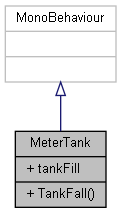 MonoBehaviour
MeterTank
+ tankFill
+ TankFall()